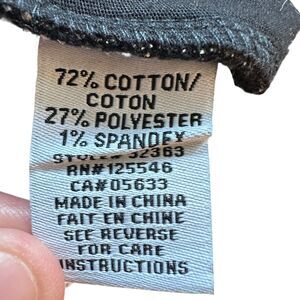 72% COTTON/
COTON
27% POLYESTER
1% SPANDEX
STYLE# 32363
RN#125546
CA#05633
MADE IN CHINA
FAIT EN CHINE
SEE REVERSE
FOR CARE
INSTRUCTIONS